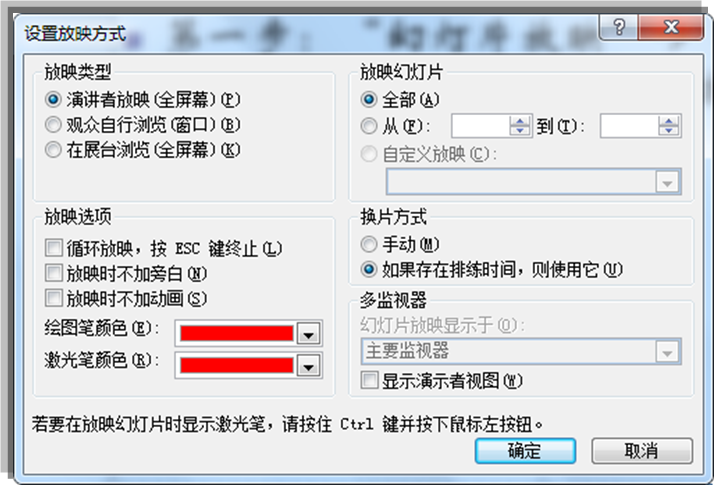 设置放映方式
第一步:“幻灯片放映”
放映类型
演讲者放映(全屏幕)(P)
观众自行浏览(窗口)(B)
在展台浏览(全屏幕)(K)
放映选项
循环放映，按 ESC 键终止(L)
放映时不加旁白(N)
放映时不加动画(S)
绘图笔颜色(E):
激光笔颜色(R):
放映幻灯片
全部(A)
从(F): 到(T):
自定义放映(C):
换片方式
手动(M)
如果存在排练时间，则使用它(U)
多监视器
幻灯片放映显示于(O):
主要监视器
显示演示者视图(W)
若要在放映幻灯片时显示激光笔，请按住 Ctrl 键并按下鼠标左按钮。
确定 取消